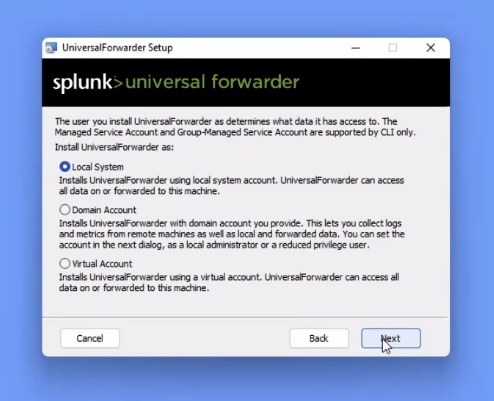 UniversalForwarder Setup
splunk>universal forwarder
The user you install UniversalForwarder as determines what data it has access to. The
Managed Service Account and Group-Managed Service Account are supported by CLI only.
Install UniversalForwarder as:
Local System
Installs UniversalForwarder using local system account. UniversalForwarder can access
all data on or forwarded to this machine.
Domain Account
Installs UniversalForwarder with domain account you provide. This lets you collect logs
and metrics from remote machines as well as local and forwarded data. You can set the
account in the next dialog, as a local administrator or a reduced privilege user.
Virtual Account
Installs UniversalForwarder using a virtual account. UniversalForwarder can access all
data on or forwarded to this machine.
Cancel Back Next